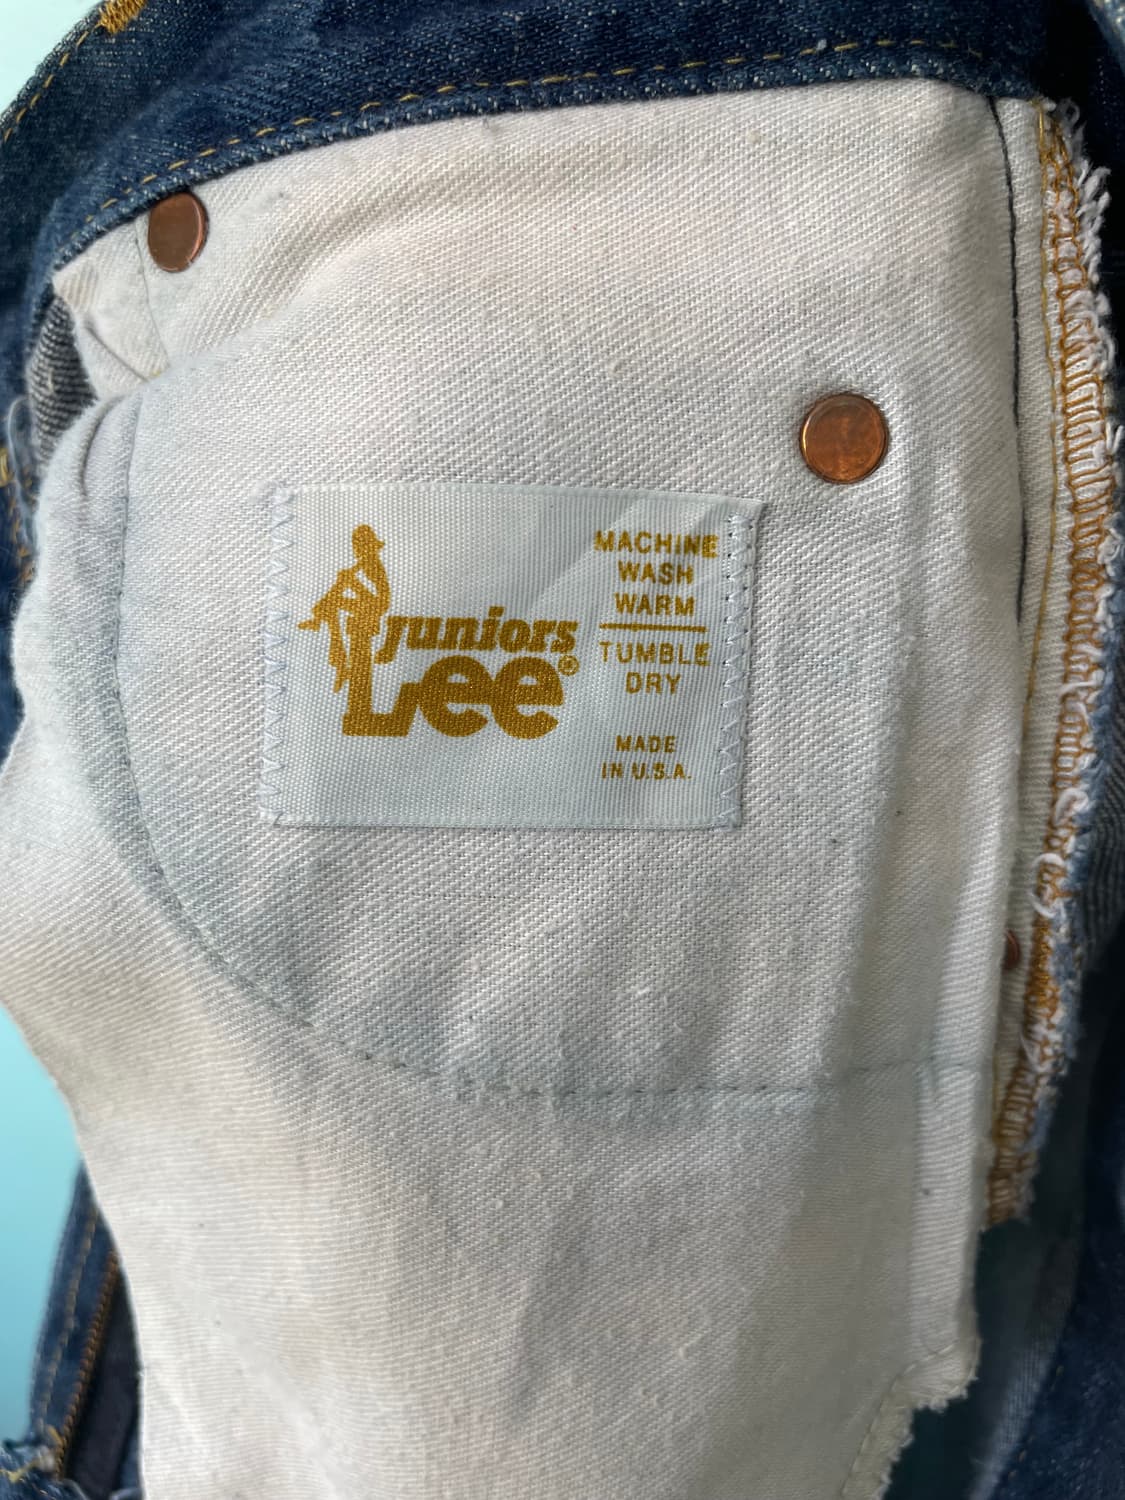 juniors
Lee®
MACHINE
WASH
WARM
TUMBLE
DRY
MADE
IN U.S.A.